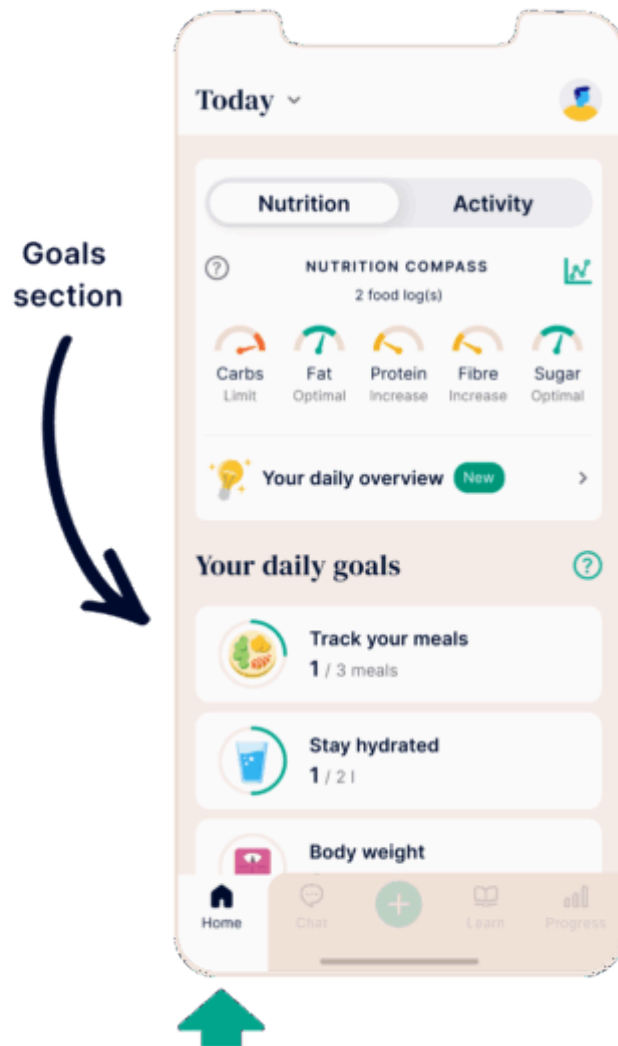 Today
Nutrition Activity
Goals
section
?
NUTRITION COMPASS
2 food log(s)
Carbs Fat Protein Fibre Sugar
Limit Optimal Increase Increase Optimal
Your daily overview New
Your daily goals ?
Track your meals
1 / 3 meals
Stay hydrated
1 / 2 l
Body weight
Home Chat + Learn Progress